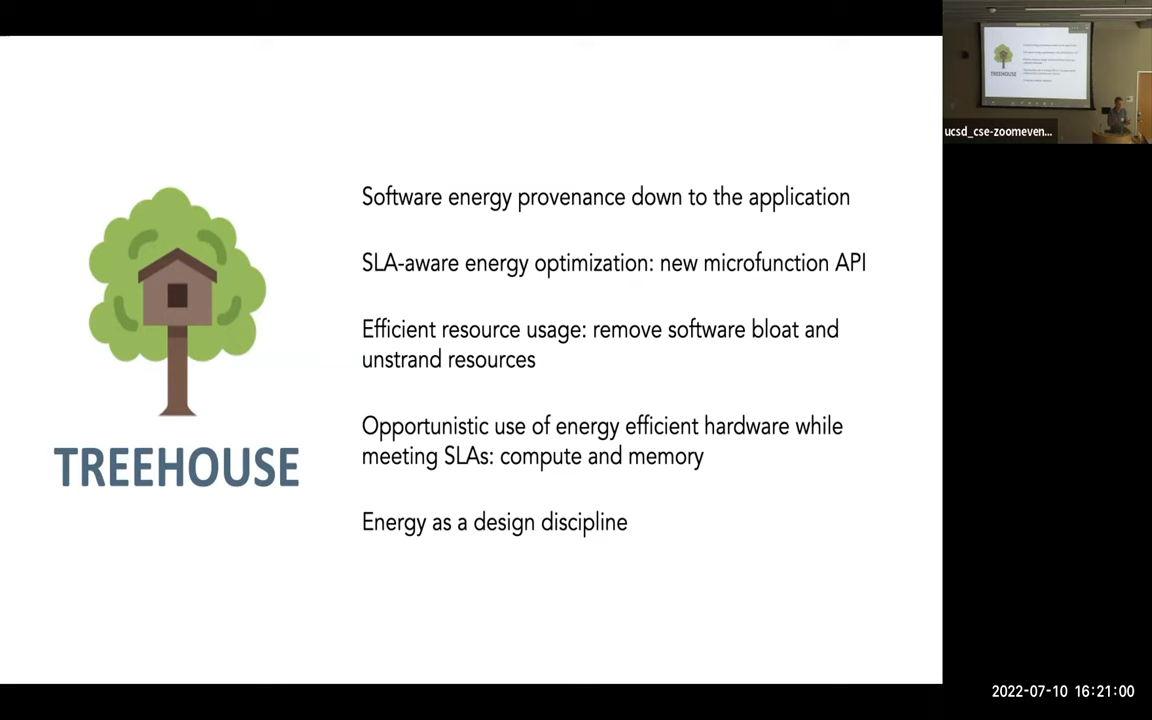 Software energy provenance down to the application
SLA-aware energy optimization: new microfunction API
Efficient resource usage: remove software bloat and
unstrand resources
Opportunistic use of energy efficient hardware while
meeting SLAs: compute and memory
Energy as a design discipline
TREEHOUSE
ucsd_cse-zoomeven...
TREEHOUSE
2022-07-10 16:21:00